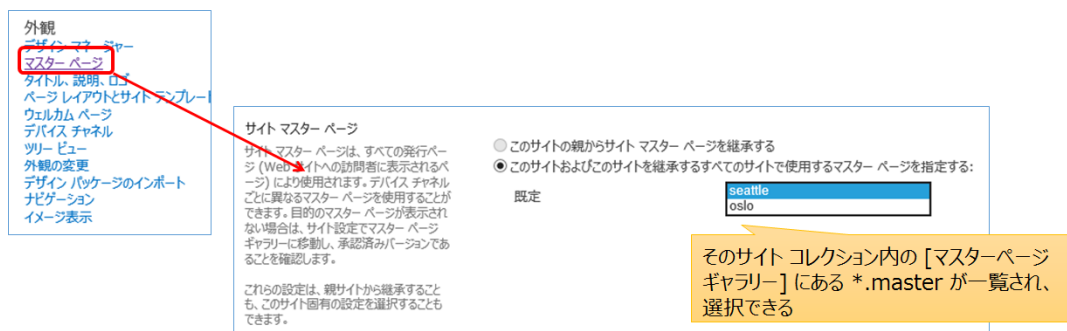 外観
デザイン マネージャー
マスター ページ
タイトル、説明、ロゴ
ページ レイアウトとサイト テンプレート
ウェルカム ページ
デバイス チャネル
ツリー ビュー
外観の変更
デザイン パッケージのインポート
ナビゲーション
イメージ表示
サイト マスター ページ
サイト マスター ページは、すべての発行ペー
ジ (Web サイトへの訪問者に表示されるペ
ージ) により使用されます。デバイス チャネル
ごとに異なるマスター ページを使用することが
できます。目的のマスター ページが表示され
ない場合は、サイト設定でマスター ページ
ギャラリーに移動し、承認済みバージョンであ
ることを確認します。
これらの設定は、親サイトから継承すること
も、このサイト固有の設定を選択することも
できます。
このサイトの親からサイト マスター ページを継承する
このサイトおよびこのサイトを継承するすべてのサイトで使用するマスター ページを指定する:
既定
seattle
oslo
そのサイト コレクション内の [マスターページ
ギャラリー] にある *.master が一覧され、
選択できる